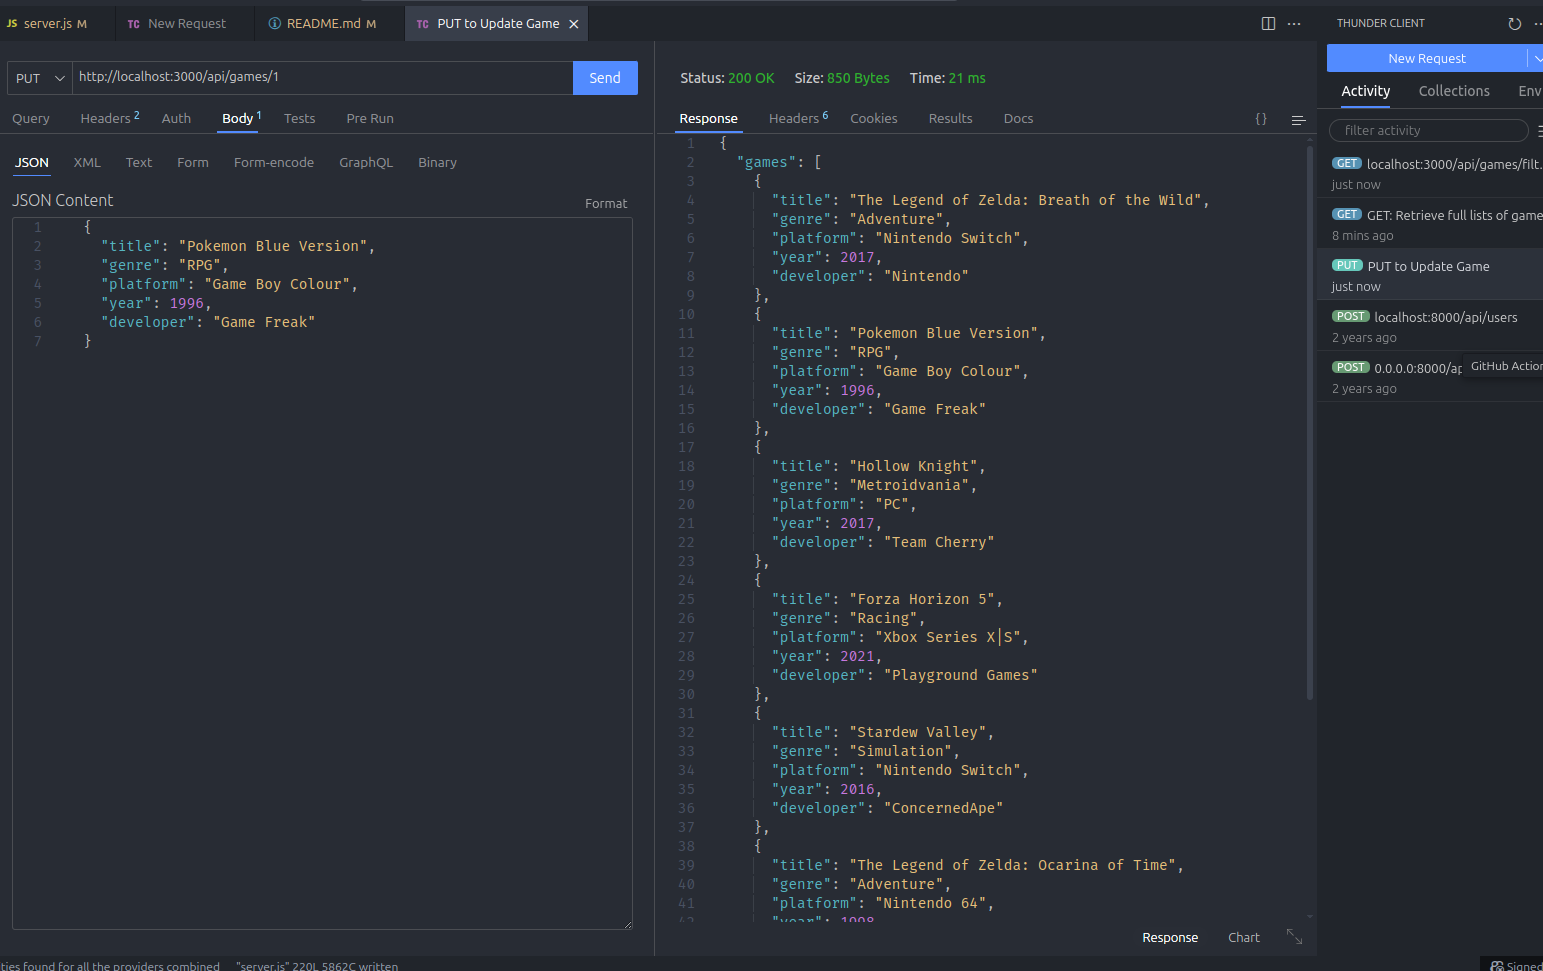 JS server.js M
TC New Request
README.md M
TC PUT to Update Game
THUNDER CLIENT
PUT
http://localhost:3000/api/games/1
Send
Query
Headers 2
Auth
Body 1
Tests
Pre Run
JSON
XML
Text
Form
Form-encode
GraphQL
Binary
JSON Content
Format
1 {
2 "title": "Pokemon Blue Version",
3 "genre": "RPG",
4 "platform": "Game Boy Colour",
5 "year": 1996,
6 "developer": "Game Freak"
7 }
Status: 200 OK
Size: 850 Bytes
Time: 21 ms
Response
Headers 6
Cookies
Results
Docs
{}
1 {
2 "games": [
3 {
4 "title": "The Legend of Zelda: Breath of the Wild",
5 "genre": "Adventure",
6 "platform": "Nintendo Switch",
7 "year": 2017,
8 "developer": "Nintendo"
9 },
10 {
11 "title": "Pokemon Blue Version",
12 "genre": "RPG",
13 "platform": "Game Boy Colour",
14 "year": 1996,
15 "developer": "Game Freak"
16 },
17 {
18 "title": "Hollow Knight",
19 "genre": "Metroidvania",
20 "platform": "PC",
21 "year": 2017,
22 "developer": "Team Cherry"
23 },
24 {
25 "title": "Forza Horizon 5",
26 "genre": "Racing",
27 "platform": "Xbox Series X|S",
28 "year": 2021,
29 "developer": "Playground Games"
30 },
31 {
32 "title": "Stardew Valley",
33 "genre": "Simulation",
34 "platform": "Nintendo Switch",
35 "year": 2016,
36 "developer": "ConcernedApe"
37 },
38 {
39 "title": "The Legend of Zelda: Ocarina of Time",
40 "genre": "Adventure",
41 "platform": "Nintendo 64",
42 "year": 1998
Response
Chart
New Request
Activity
Collections
Env
filter activity
GET localhost:3000/api/games/filt...
just now
GET GET: Retrieve full lists of game
8 mins ago
PUT PUT to Update Game
just now
POST localhost:8000/api/users
2 years ago
POST 0.0.0.0:8000/ap
GitHub Action
2 years ago
ties found for all the providers combined
"server.js" 220L 5862C written
Signed